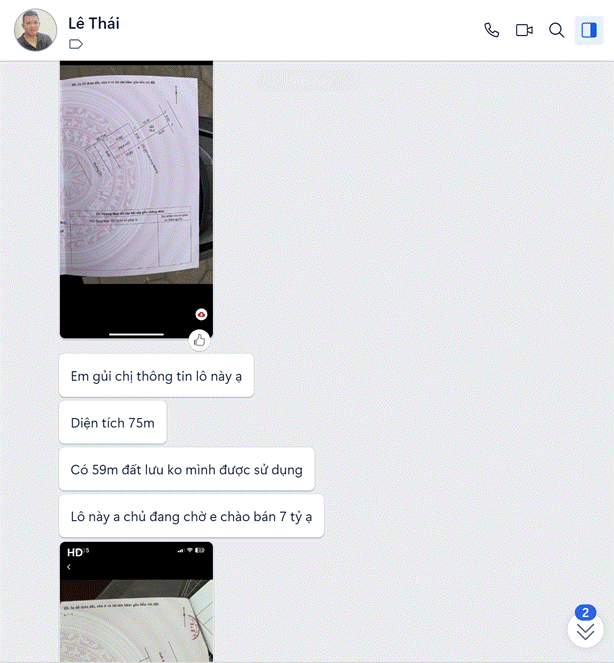 Lê Thái
Em gửi chị thông tin lô này ạ
Diện tích 75m
Có 59m đất lưu ko mình được sử dụng
Lô này a chủ đang chờ e chào bán 7 tỷ ạ
HD
2